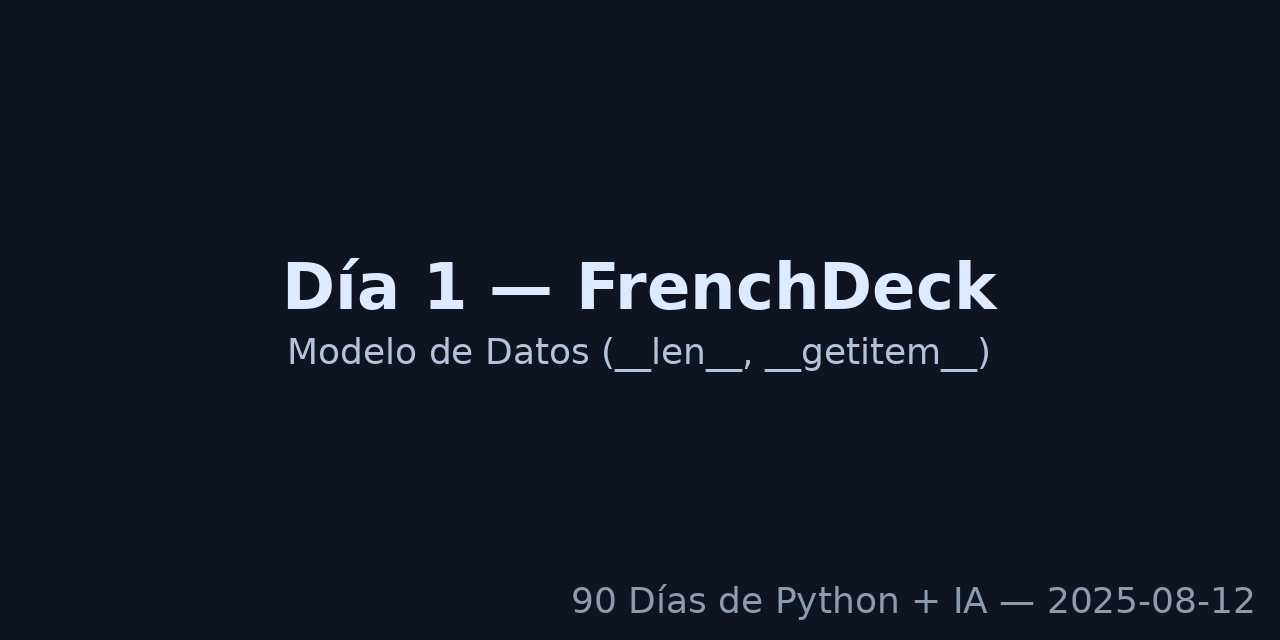 Día 1 — FrenchDeck
Modelo de Datos (__len__, __getitem__)
90 Días de Python + IA — 2025-08-12